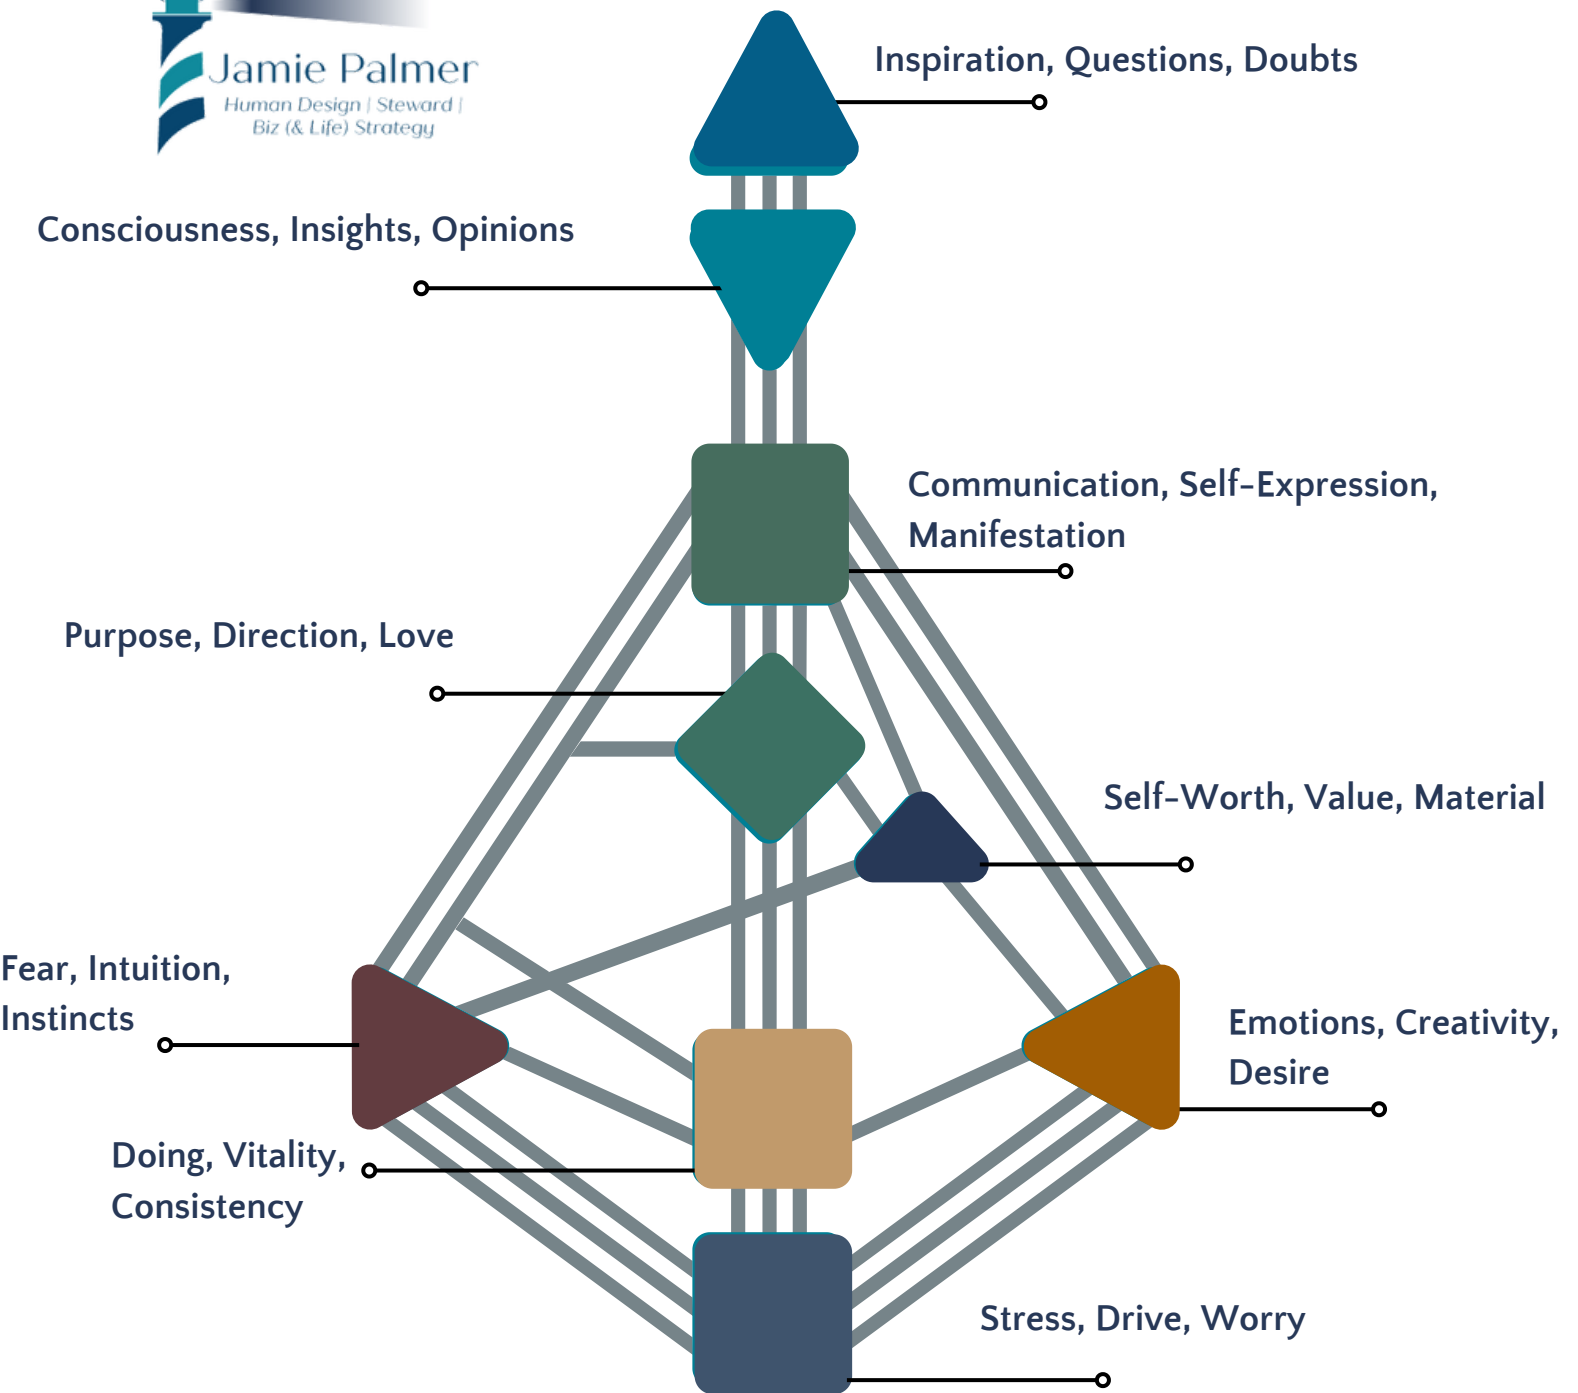 Jamie Palmer
Human Design | Steward |
Biz (& Life) Strategy
Inspiration, Questions, Doubts
Consciousness, Insights, Opinions
Communication, Self-Expression,
Manifestation
Purpose, Direction, Love
Self-Worth, Value, Material
Fear, Intuition,
Instincts
Emotions, Creativity,
Desire
Doing, Vitality,
Consistency
Stress, Drive, Worry